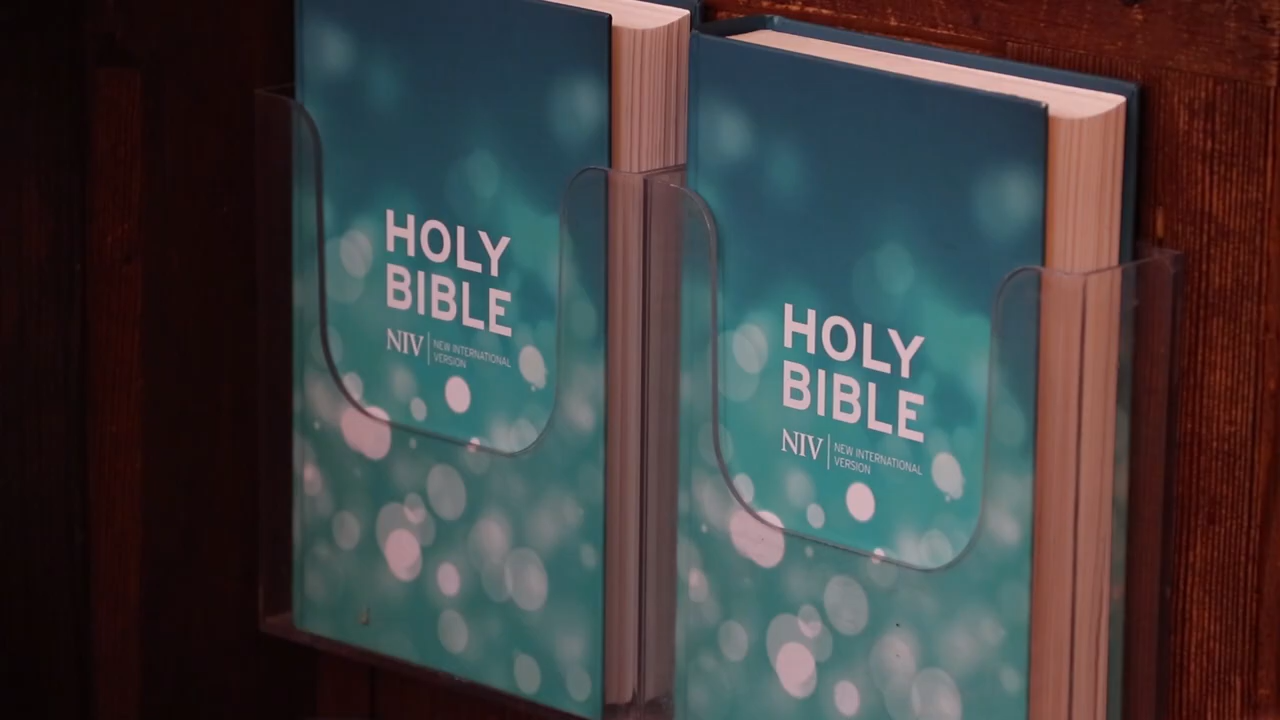 HOLY
BIBLE
NIV NEW INTERNATIONAL
VERSION
HOLY
BIBLE
NIV NEW INTERNATIONAL
VERSION